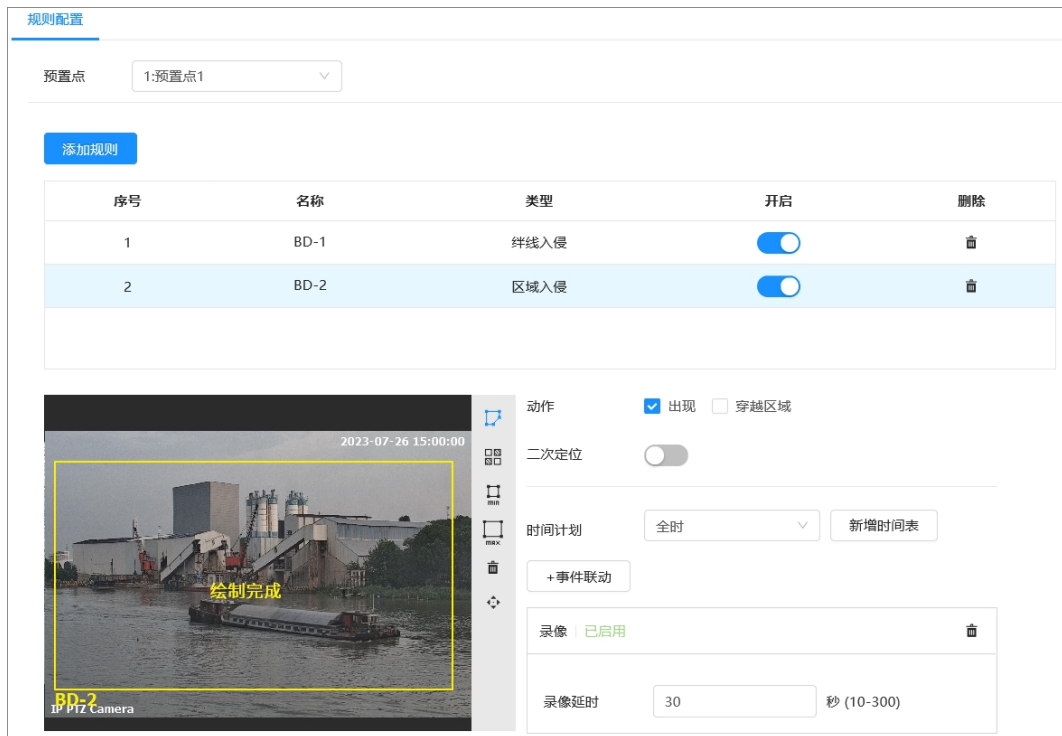 规则配置
预置点 1:预置点1
添加规则
序号 名称 类型 开启 删除
1 BD-1 绊线入侵
2 BD-2 区域入侵
2023-07-26 15:00:00
绘制完成
BD-2
IP PTZ Camera
min
max
动作 出现 穿越区域
二次定位
时间计划 全时 新增时间表
+事件联动
录像 已启用
录像延时 30 秒 (10-300)